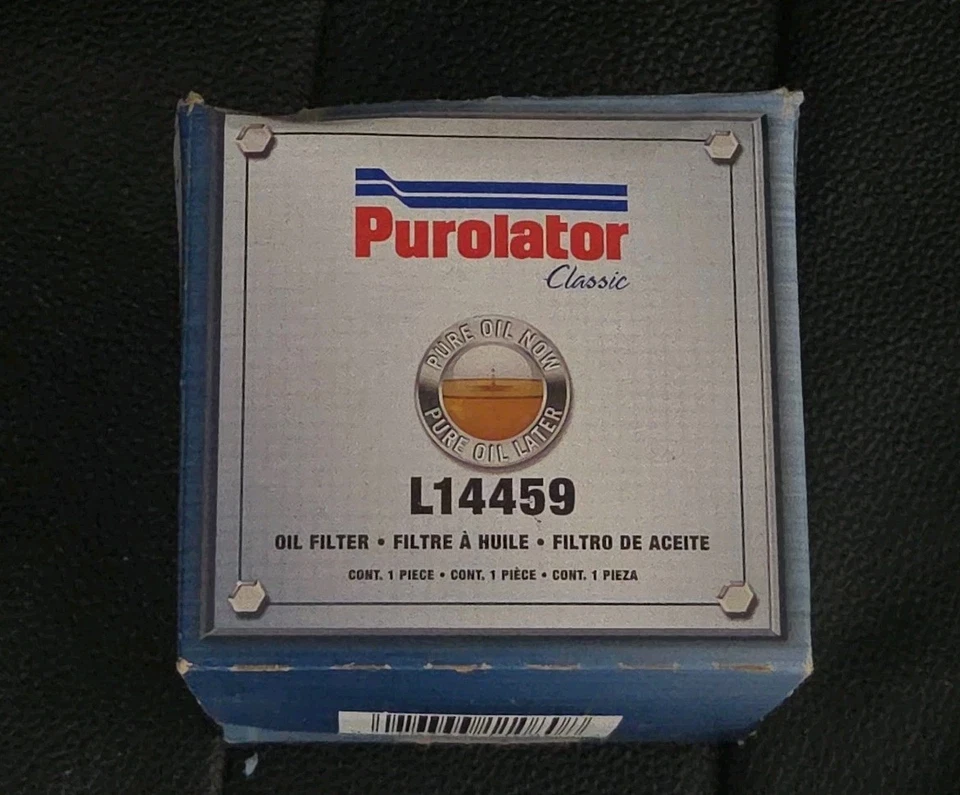 Purolator
Classic
PURE OIL NOW
PURE OIL LATER
L14459
OIL FILTER • FILTRE À HUILE • FILTRO DE ACEITE
CONT. 1 PIECE • CONT. 1 PIÈCE • CONT. 1 PIEZA